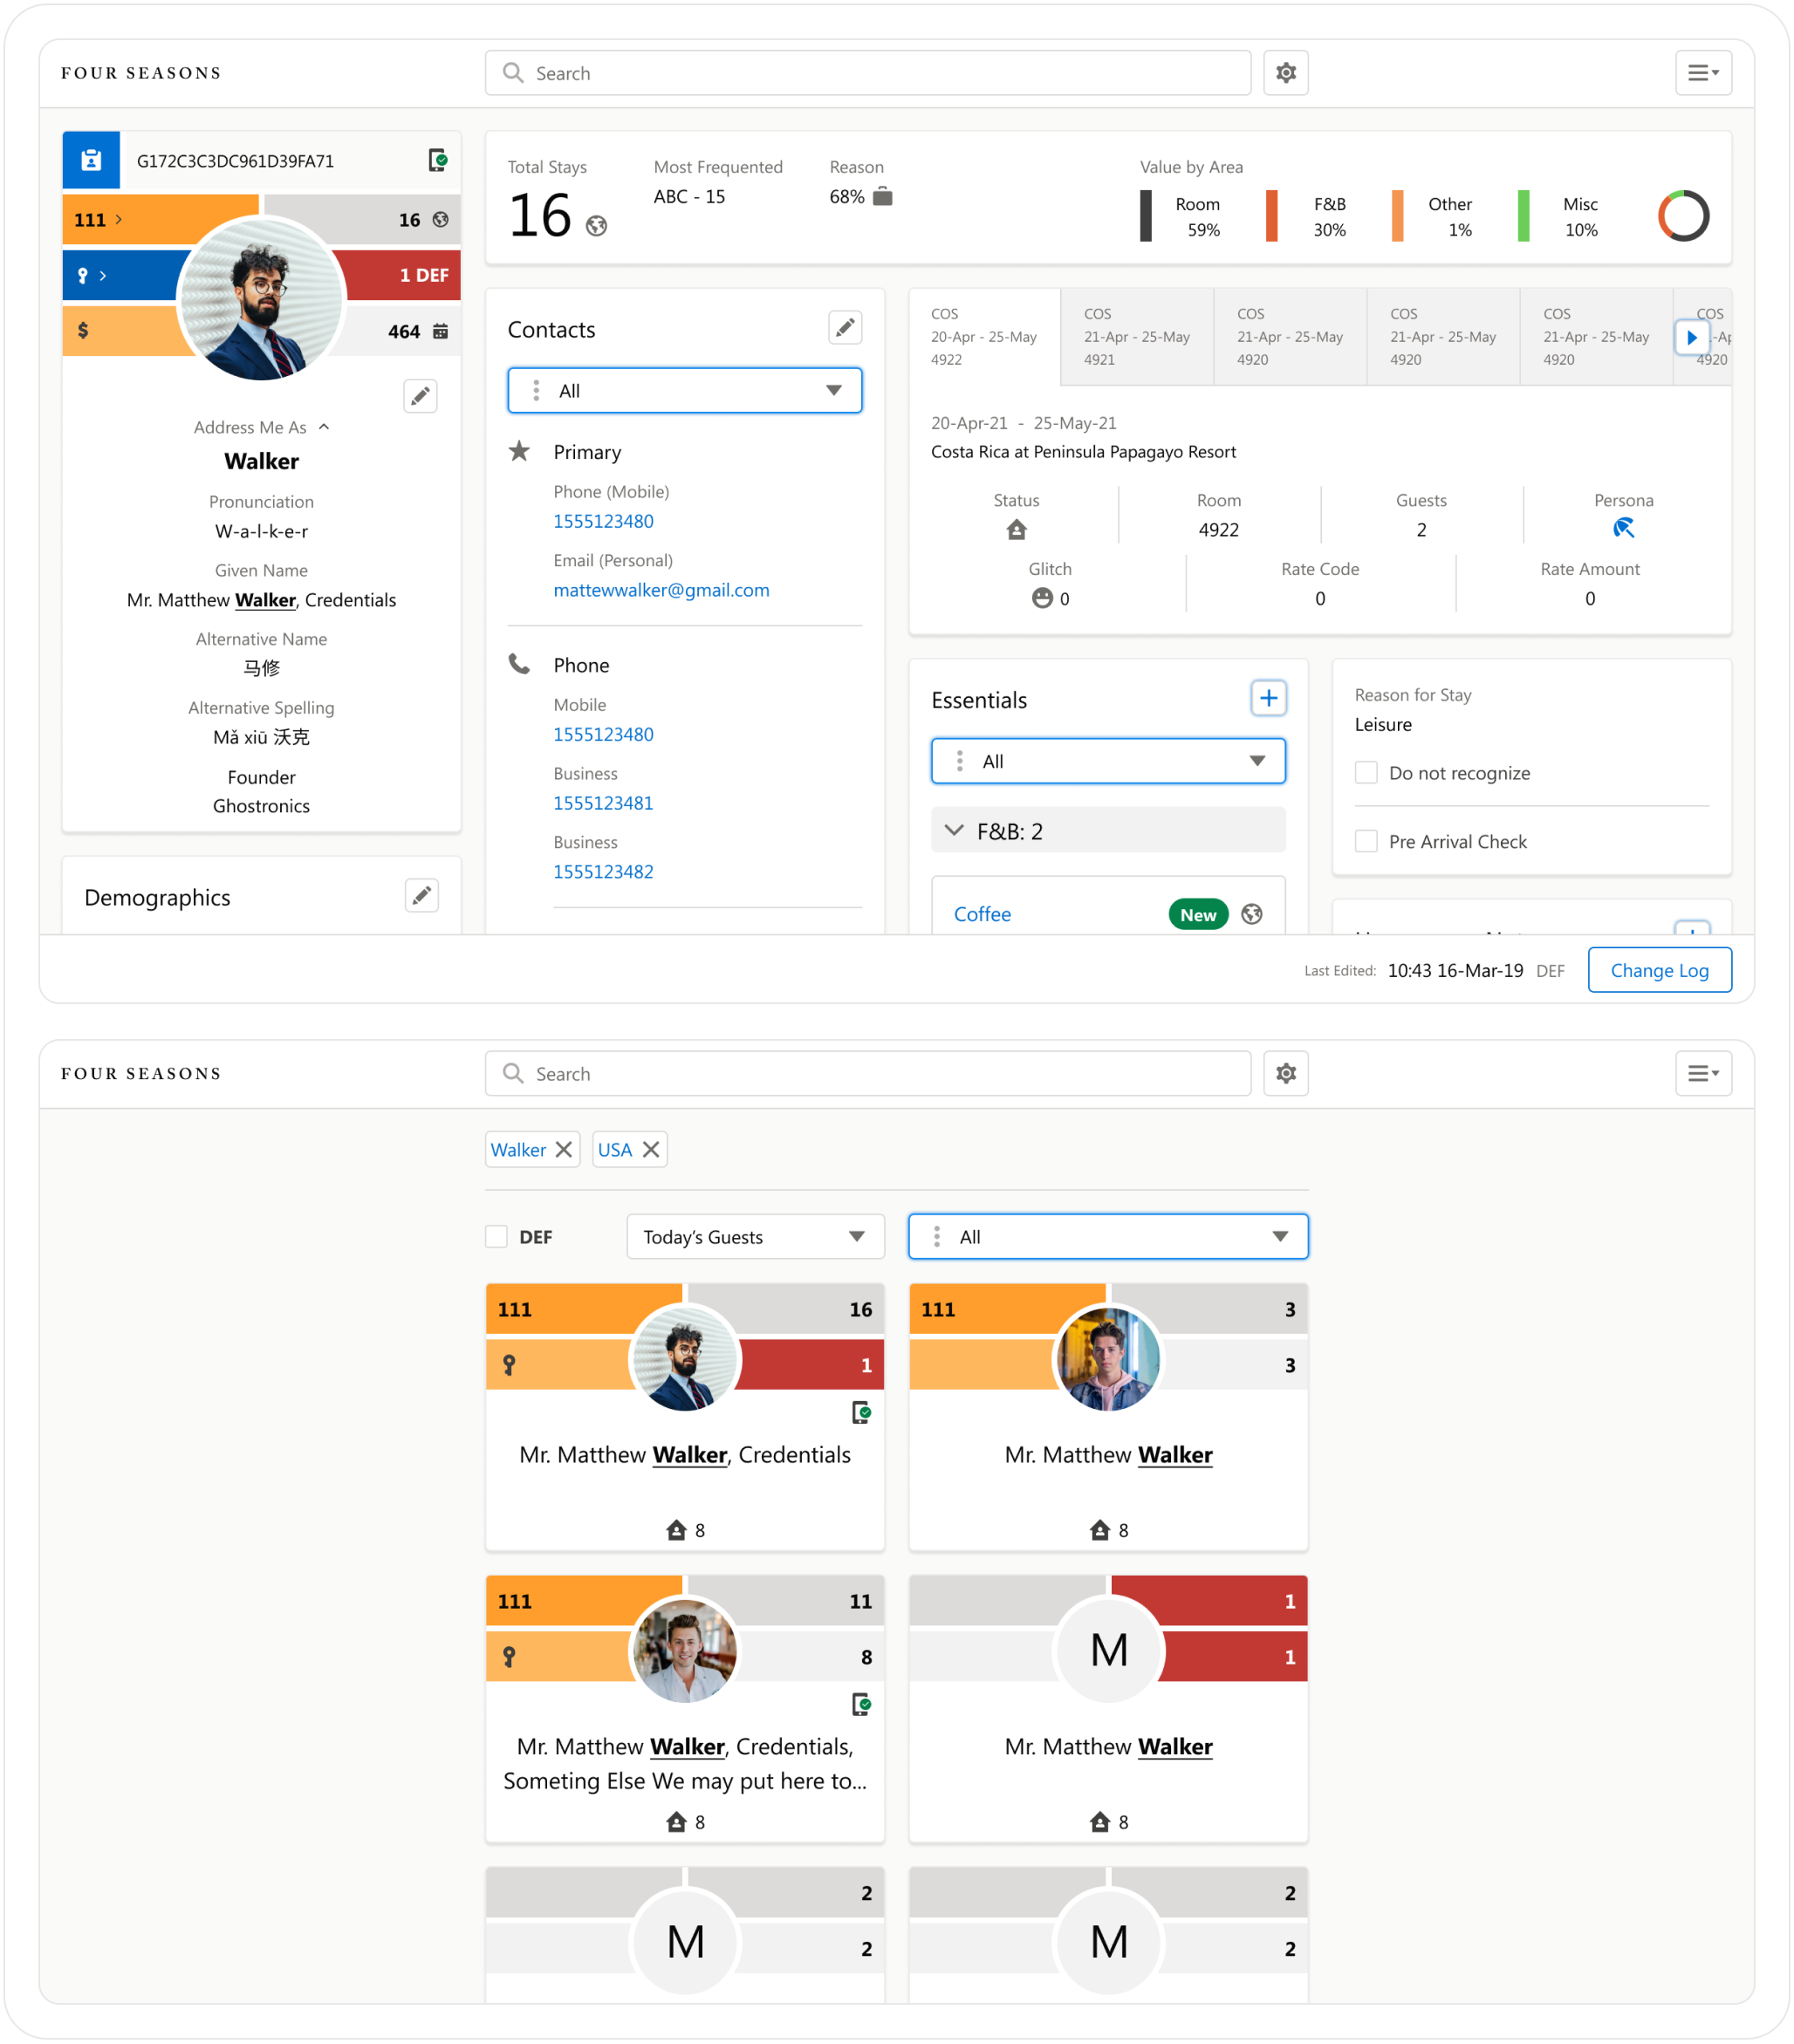 FOUR SEASONS
Search
G172C3C3DC961D39FA71
111
16
1 DEF
$
464
Address Me As
Walker
Pronunciation
W-a-l-k-e-r
Given Name
Mr. Matthew Walker, Credentials
Alternative Name
马修
Alternative Spelling
Mǎ xiū 沃克
Founder
Ghostronics
Demographics
Total Stays
16
Most Frequented
ABC - 15
Reason
68%
Value by Area
Room
59%
F&B
30%
Other
1%
Misc
10%
Contacts
All
Primary
Phone (Mobile)
1555123480
Email (Personal)
mattewwalker@gmail.com
Phone
Mobile
1555123480
Business
1555123481
Business
1555123482
COS
20-Apr - 25-May
4922
COS
21-Apr - 25-May
4921
COS
21-Apr - 25-May
4920
COS
21-Apr - 25-May
4920
COS
21-Apr - 25-May
4920
COS
4920
20-Apr-21 - 25-May-21
Costa Rica at Peninsula Papagayo Resort
Status
Room
4922
Guests
2
Persona
Glitch
0
Rate Code
0
Rate Amount
0
Essentials
All
F&B: 2
Coffee
New
Reason for Stay
Leisure
Do not recognize
Pre Arrival Check
Last Edited: 10:43 16-Mar-19 DEF
Change Log
FOUR SEASONS
Search
Walker
USA
DEF
Today's Guests
All
111
16
1
Mr. Matthew Walker, Credentials
8
111
3
3
Mr. Matthew Walker
8
111
11
8
Mr. Matthew Walker, Credentials,
Someting Else We may put here to...
8
1
M
1
Mr. Matthew Walker
8
2
M
2
2
M
2